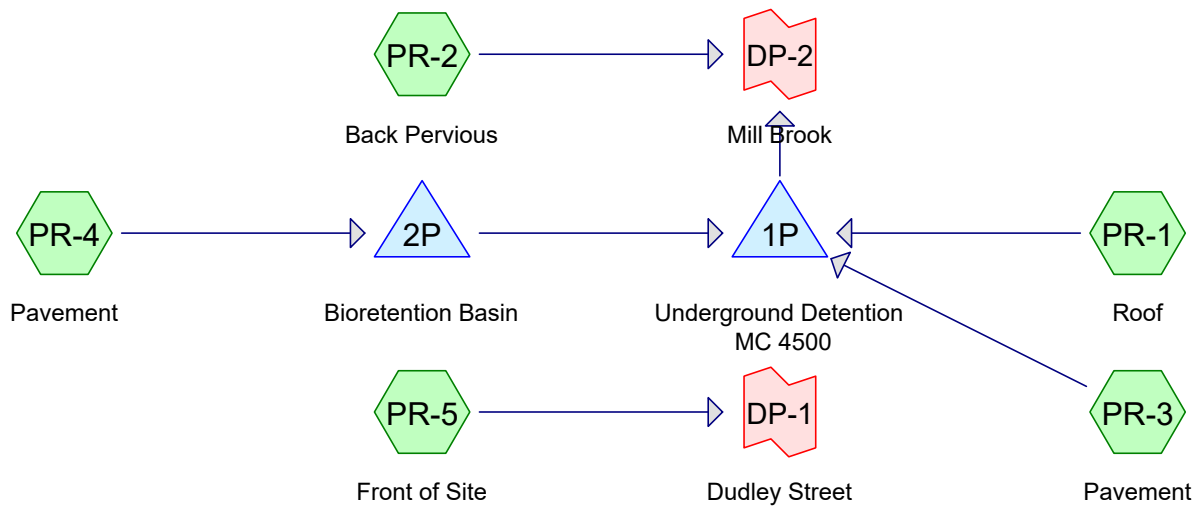 PR-2
DP-2
Back Pervious
Mill Brook
PR-4
2P
1P
PR-1
Pavement
Bioretention Basin
Underground Detention
MC 4500
Roof
PR-5
DP-1
PR-3
Front of Site
Dudley Street
Pavement